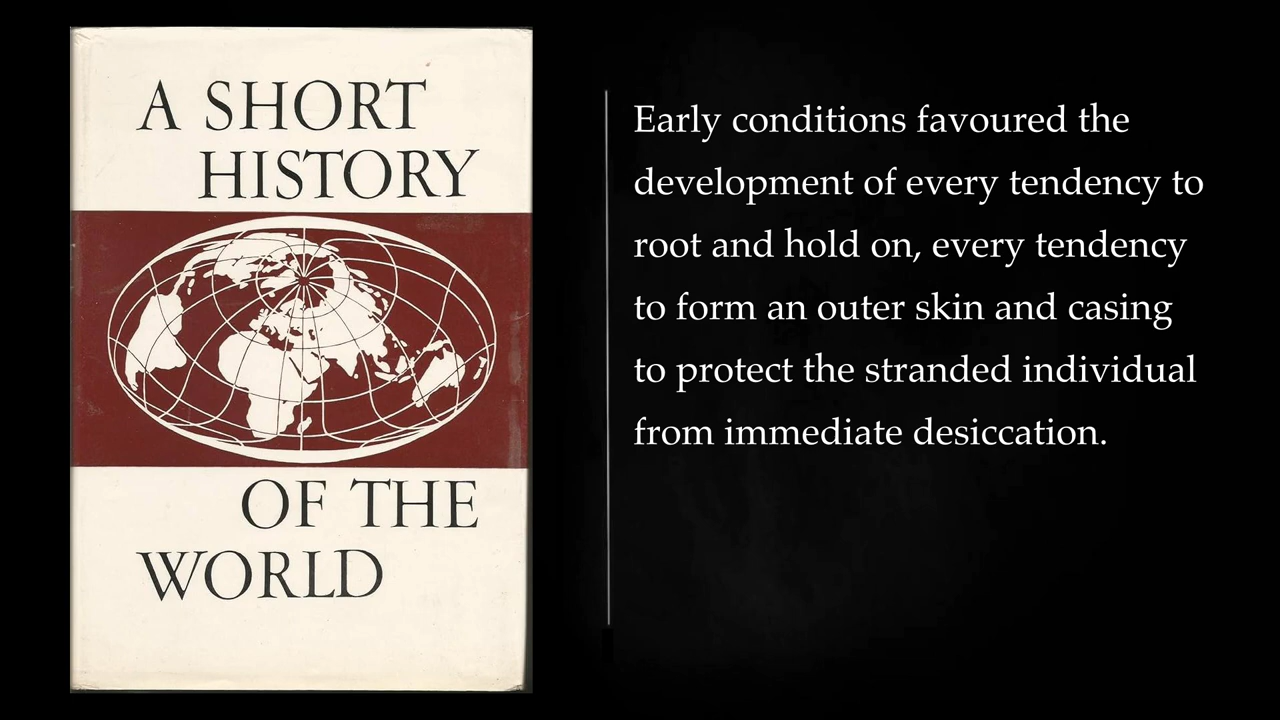 A SHORT
HISTORY
OF THE
WORLD
Early conditions favoured the
development of every tendency to
root and hold on, every tendency
to form an outer skin and casing
to protect the stranded individual
from immediate desiccation.